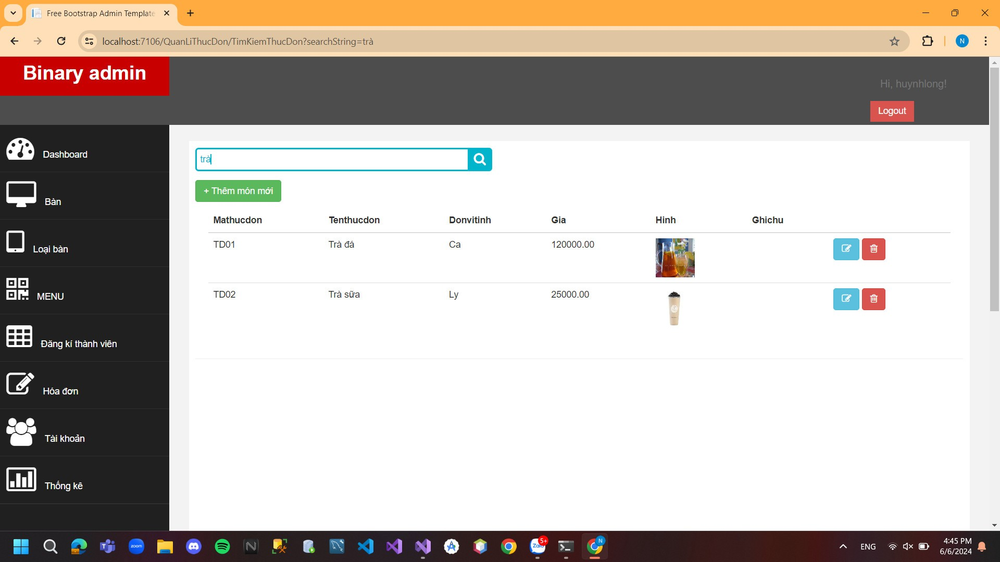 Free Bootstrap Admin Template
localhost:7106/QuanLiThucDon/TimKiemThucDon?searchString=trà
N
Binary admin
Hi, huynhlong!
Logout
Dashboard
Bàn
Loại bàn
MENU
Đăng kí thành viên
Hóa đơn
Tài khoản
Thống kê
trà
+ Thêm món mới
Mathucdon Tenthucdon Donvitinh Gia Hinh Ghichu
TD01 Trà đá Ca 120000.00
TD02 Trà sữa Ly 25000.00
zoom
Zalo
5+
N
ENG
4:45 PM
6/6/2024